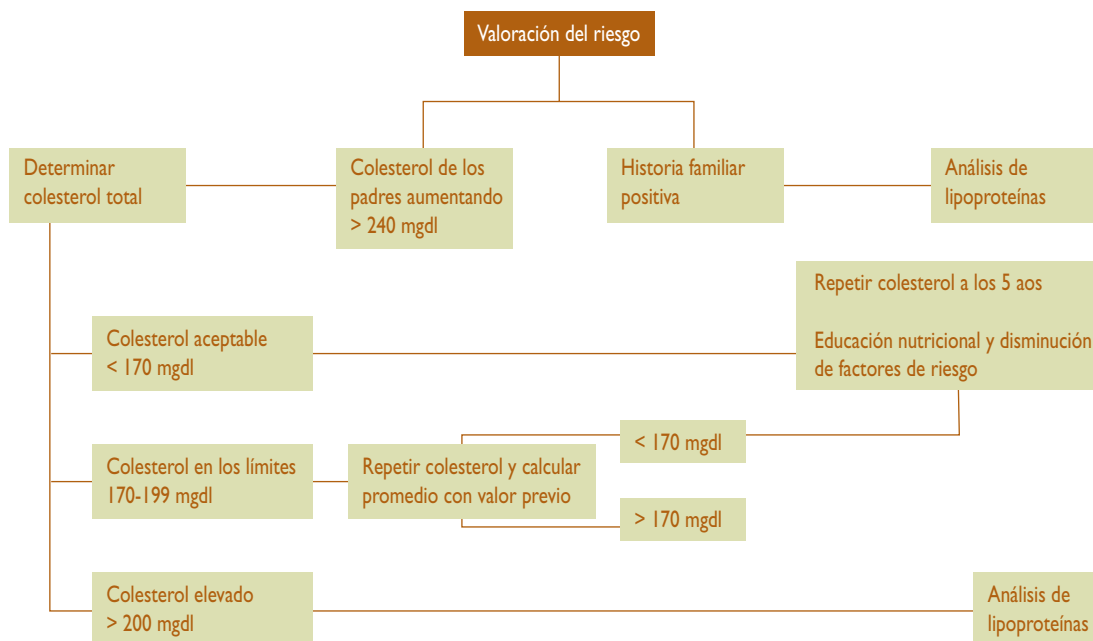 Valoración del riesgo
Determinar
colesterol total
Colesterol de los
padres aumentando
> 240 mgdl
Historia familiar
positiva
Análisis de
lipoproteínas
Repetir colesterol a los 5 aos
Educación nutricional y disminución
de factores de riesgo
Colesterol aceptable
< 170 mgdl
Colesterol en los límites
170-199 mgdl
Repetir colesterol y calcular
promedio con valor previo
< 170 mgdl
> 170 mgdl
Colesterol elevado
> 200 mgdl
Análisis de
lipoproteínas